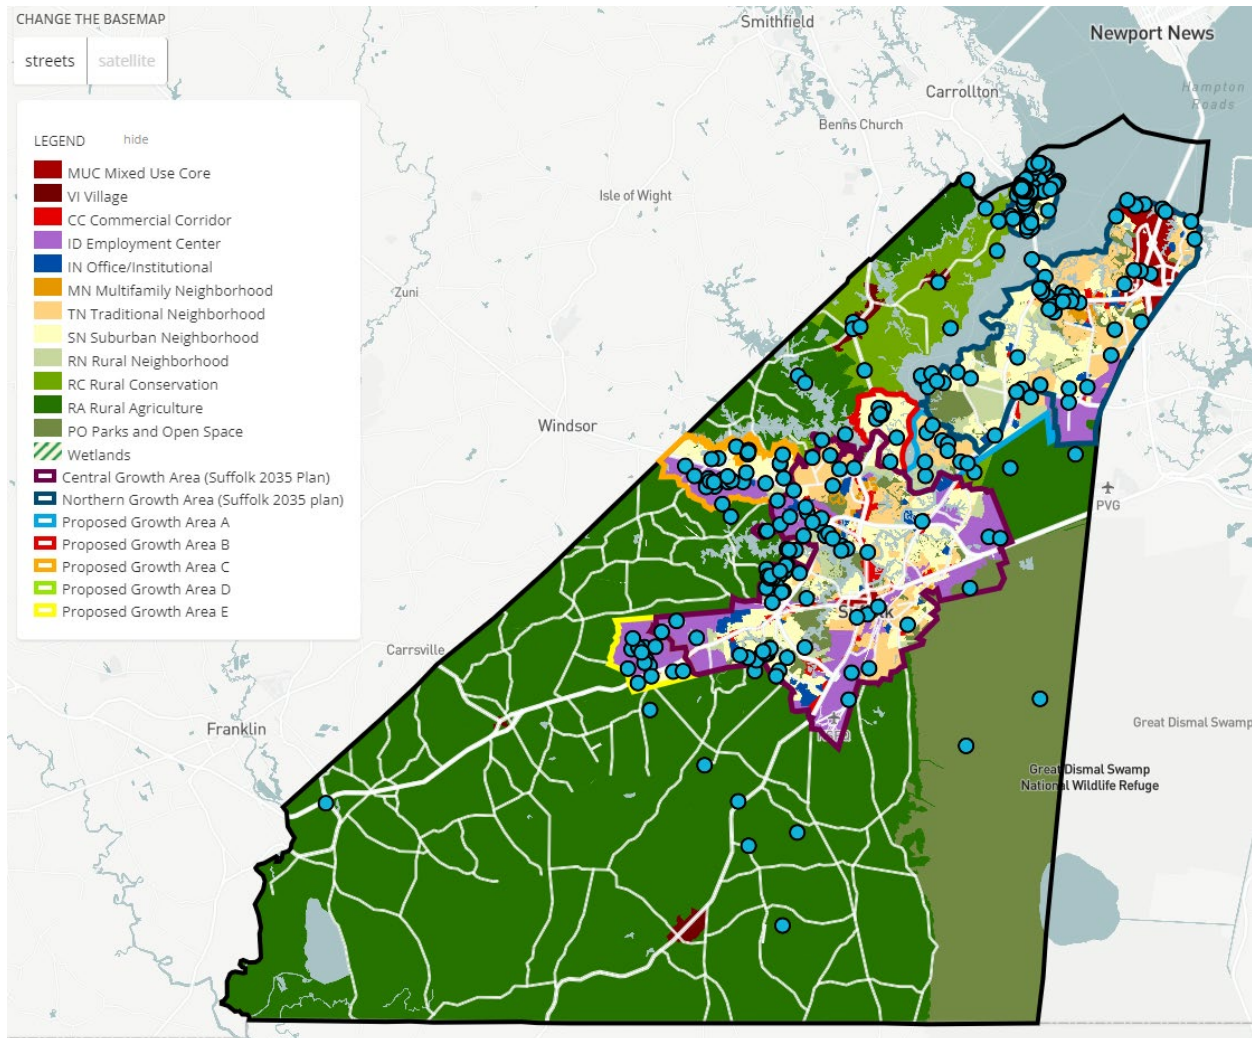 CHANGE THE BASEMAP
streets
satellite
LEGEND hide
MUC Mixed Use Core
VI Village
CC Commercial Corridor
ID Employment Center
IN Office/Institutional
MN Multifamily Neighborhood
TN Traditional Neighborhood
SN Suburban Neighborhood
RN Rural Neighborhood
RC Rural Conservation
RA Rural Agriculture
PO Parks and Open Space
Wetlands
Central Growth Area (Suffolk 2035 Plan)
Northern Growth Area (Suffolk 2035 plan)
Proposed Growth Area A
Proposed Growth Area B
Proposed Growth Area C
Proposed Growth Area D
Proposed Growth Area E
Smithfield
Newport News
Carrollton
Hampton
Roads
Benns Church
Isle of Wight
Zuni
Windsor
PVG
Carrsville
Franklin
Great Dismal Swamp
Great Dismal Swamp
National Wildlife Refuge